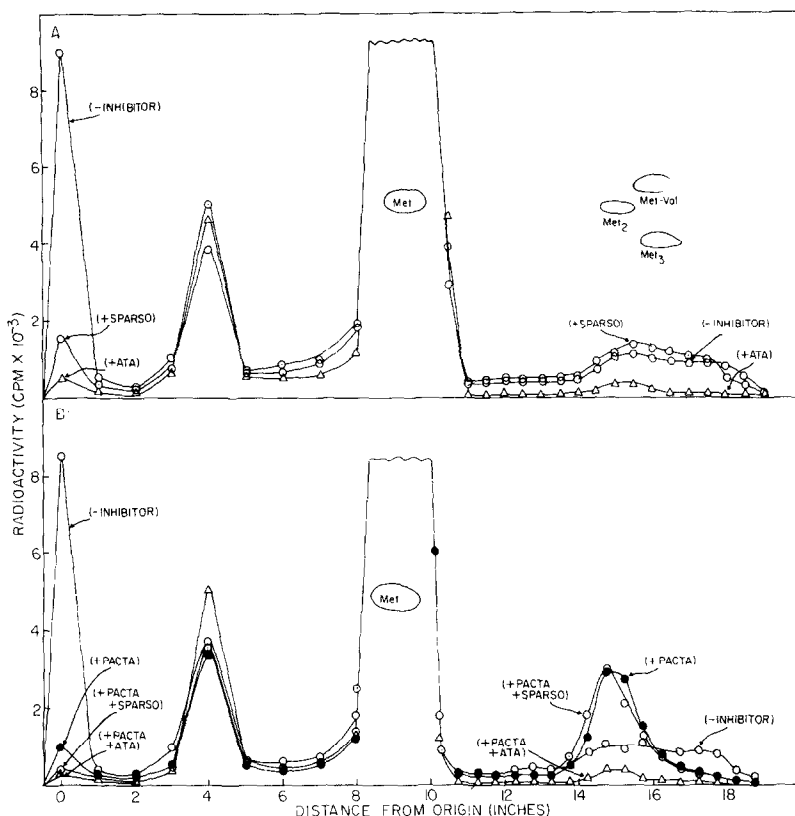 A
(-INHIBITOR)
8
6
4
2
(+SPARSO)
(+ATA)
Met
Met-Val
Met2
Met3
(+SPARSO)
(-INHIBITOR)
(+ATA)
RADIOACTIVITY (CPM X 10-3)
B
(-INHIBITOR)
8
6
4
2
(+PACTA)
(+PACTA
+SPARSO)
(+PACTA
+ATA)
Met
(+PACTA
+SPARSO)
(+PACTA)
(-INHIBITOR)
(+PACTA
+ATA)
0 2 4 6 8 10 12 14 16 18
DISTANCE FROM ORIGIN (INCHES)